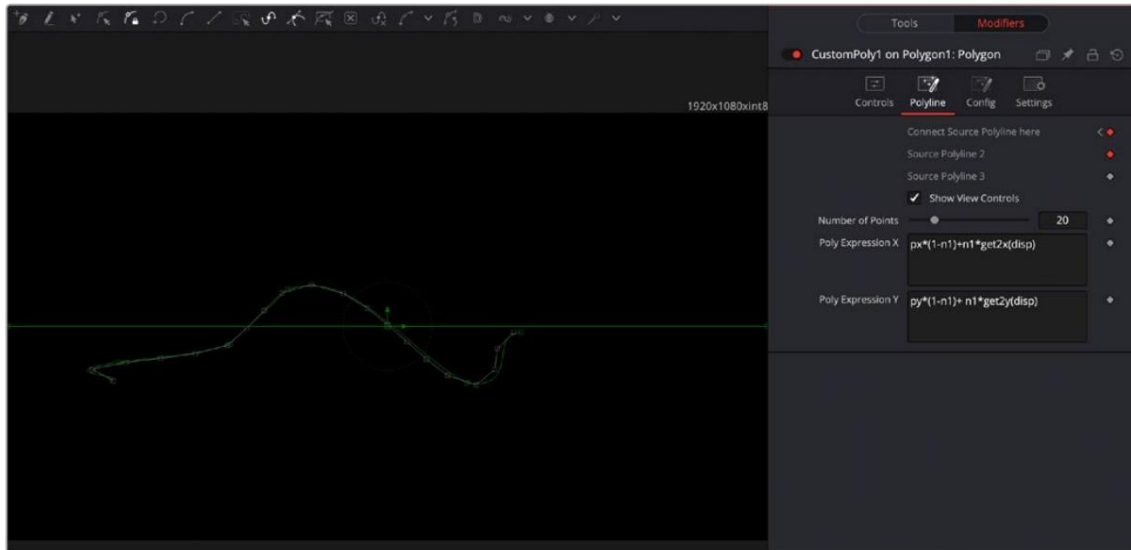 Tools Modifiers
CustomPoly1 on Polygon1: Polygon
Controls Polyline Config Settings
1920x1080xint8
Connect Source Polyline here
Source Polyline 2
Source Polyline 3
Show View Controls
Number of Points 20
Poly Expression X px*(1-n1)+n1*get2x(disp)
Poly Expression Y py*(1-n1)+ n1*get2y(disp)